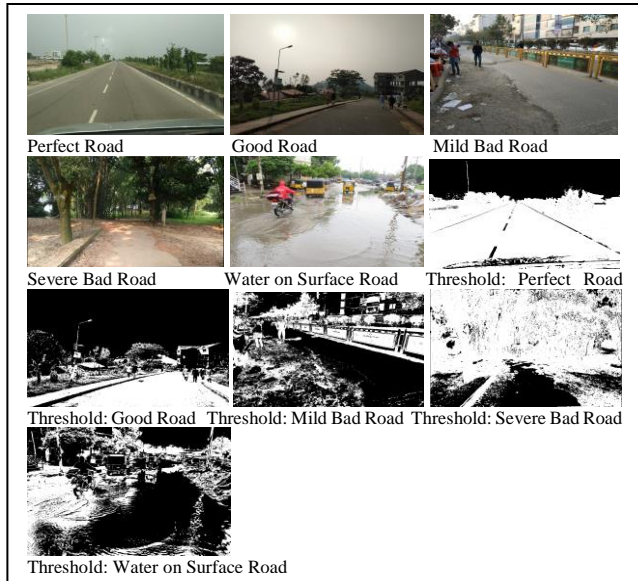 Perfect Road Good Road Mild Bad Road
Severe Bad Road Water on Surface Road Threshold: Perfect Road
Threshold: Good Road Threshold: Mild Bad Road Threshold: Severe Bad Road
Threshold: Water on Surface Road